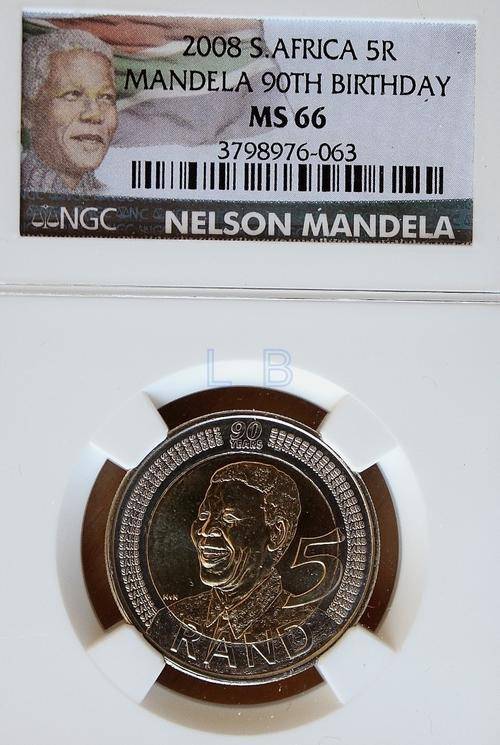 2008 S.AFRICA 5R
MANDELA 90TH BIRTHDAY
MS 66
3798976-063
NGC
NELSON MANDELA
L B
90
YEARS
5
RAND